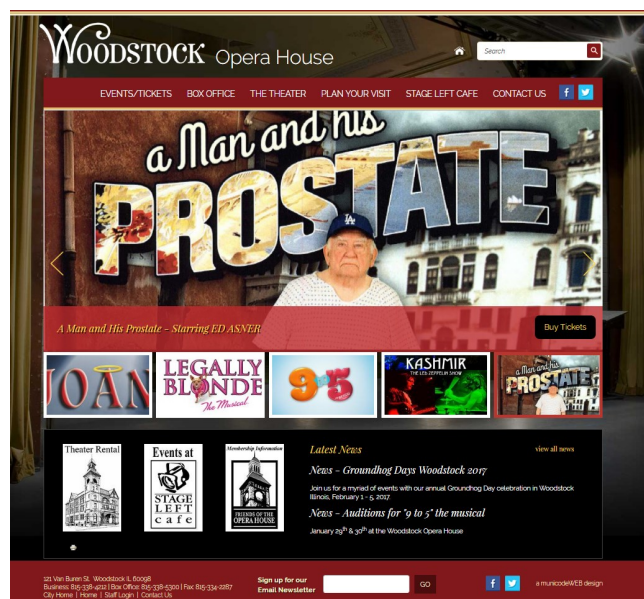 WOODSTOCK Opera House
Search
EVENTS/TICKETS BOX OFFICE THE THEATER PLAN YOUR VISIT STAGE LEFT CAFE CONTACT US
a Man and his
PROSTATE
LA
A Man and His Prostate - Starring ED ASNER
Buy Tickets
JOAN
LEGALLY
BLONDE
The Musical
9 to 5
KASHMIR
THE LED ZEPPELIN SHOW
a Man and his
PROSTATE
Theater Rental
Events at
STAGE
LEFT
cafe
Membership Information
FRIENDS OF THE
OPERA HOUSE
Latest News
view all news
News - Groundhog Days Woodstock 2017
Join us for a myriad of events with our annual Groundhog Day celebration in Woodstock
Illinois, February 1 - 5, 2017.
News - Auditions for "9 to 5" the musical
January 29th & 30th at the Woodstock Opera House
121 Van Buren St. Woodstock IL 60098
Business: 815-338-4212 | Box Office: 815-338-5300 | Fax: 815-334-2287
City Home | Home | Staff Login | Contact Us
Sign up for our
Email Newsletter
GO
a municodeWEB design